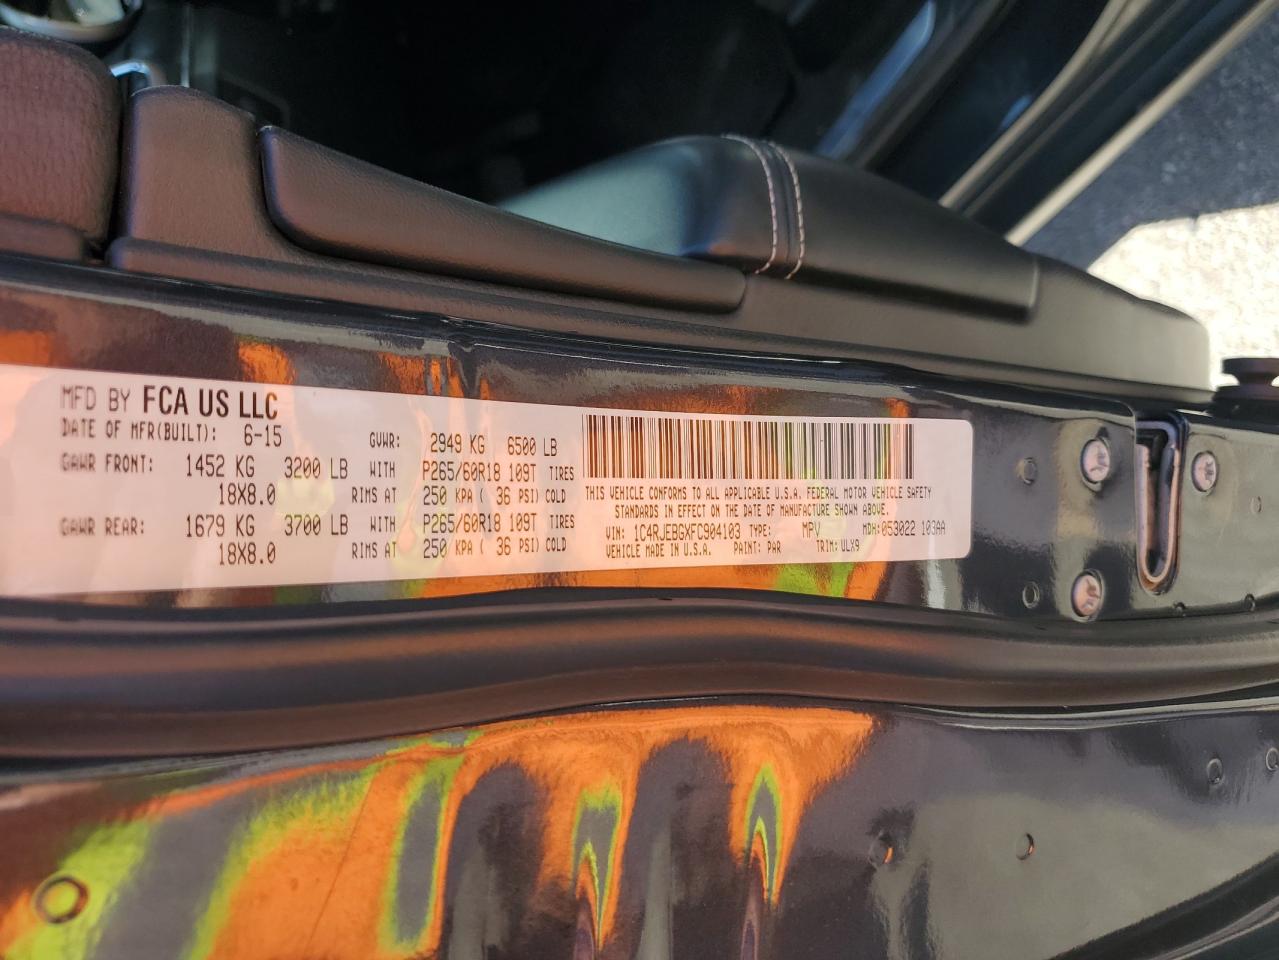 MFD BY FCA US LLC
DATE OF MFR(BUILT): 6-15 GVWR: 2949 KG 6500 LB
GAWR FRONT: 1452 KG 3200 LB WITH P265/60R18 109T TIRES
18X8.0 RIMS AT 250 KPA ( 36 PSI) COLD
GAWR REAR: 1679 KG 3700 LB WITH P265/60R18 109T TIRES
18X8.0 RIMS AT 250 KPA ( 36 PSI) COLD
THIS VEHICLE CONFORMS TO ALL APPLICABLE U.S.A. FEDERAL MOTOR VEHICLE SAFETY
STANDARDS IN EFFECT ON THE DATE OF MANUFACTURE SHOWN ABOVE.
VIN: 1C4RJEBGXFC904103 TYPE: MPV MDH: 053022 103AA
VEHICLE MADE IN U.S.A. PAINT: PAR TRIM: ULX9